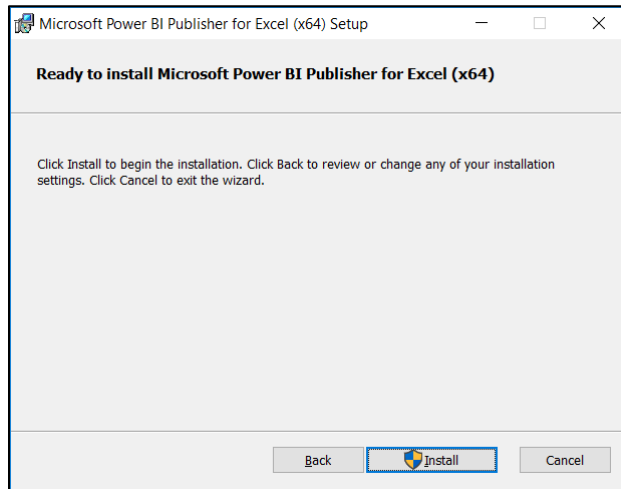 Microsoft Power BI Publisher for Excel (x64) Setup
Ready to install Microsoft Power BI Publisher for Excel (x64)
Click Install to begin the installation. Click Back to review or change any of your installation
settings. Click Cancel to exit the wizard.
Back Install Cancel